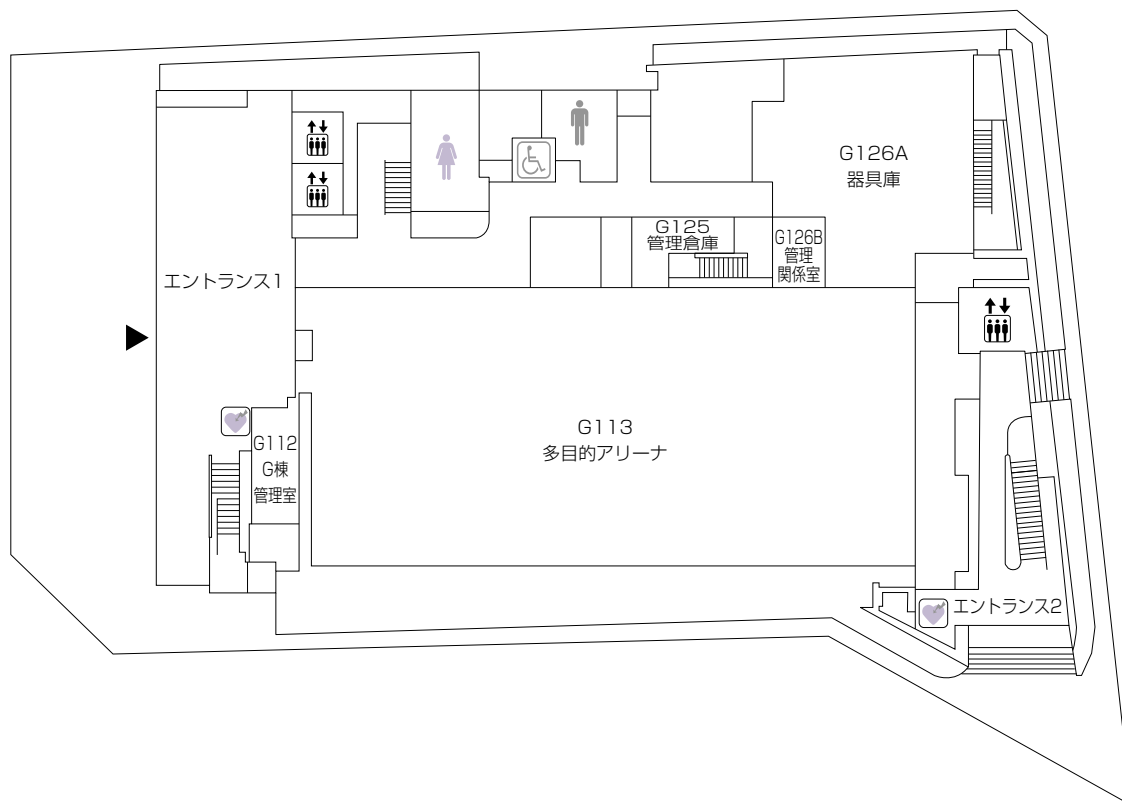 G126A
器具庫
G125
管理倉庫
G126B
管理
関係室
エントランス1
G113
多目的アリーナ
G112
G棟
管理室
エントランス2